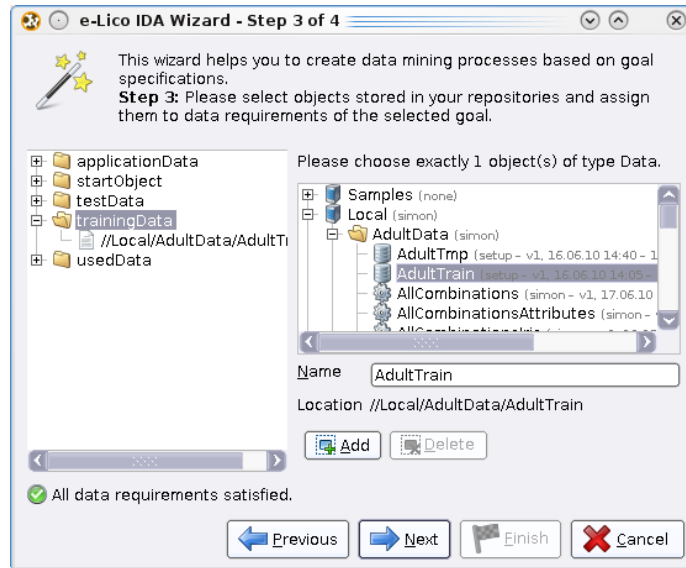 e-Lico IDA Wizard - Step 3 of 4
This wizard helps you to create data mining processes based on goal
specifications.
Step 3: Please select objects stored in your repositories and assign
them to data requirements of the selected goal.
applicationData
startObject
testData
trainingData
//Local/AdultData/AdultTr
usedData
Please choose exactly 1 object(s) of type Data.
Samples (none)
Local (simon)
AdultData (simon)
AdultTmp (setup – v1, 16.06.10 14:40 – 1
AdultTrain (setup – v1, 16.06.10 14:05 –
AllCombinations (simon – v1, 17.06.10
AllCombinationsAttributes (simon –
Name AdultTrain
Location //Local/AdultData/AdultTrain
Add Delete
All data requirements satisfied.
Previous Next Finish Cancel